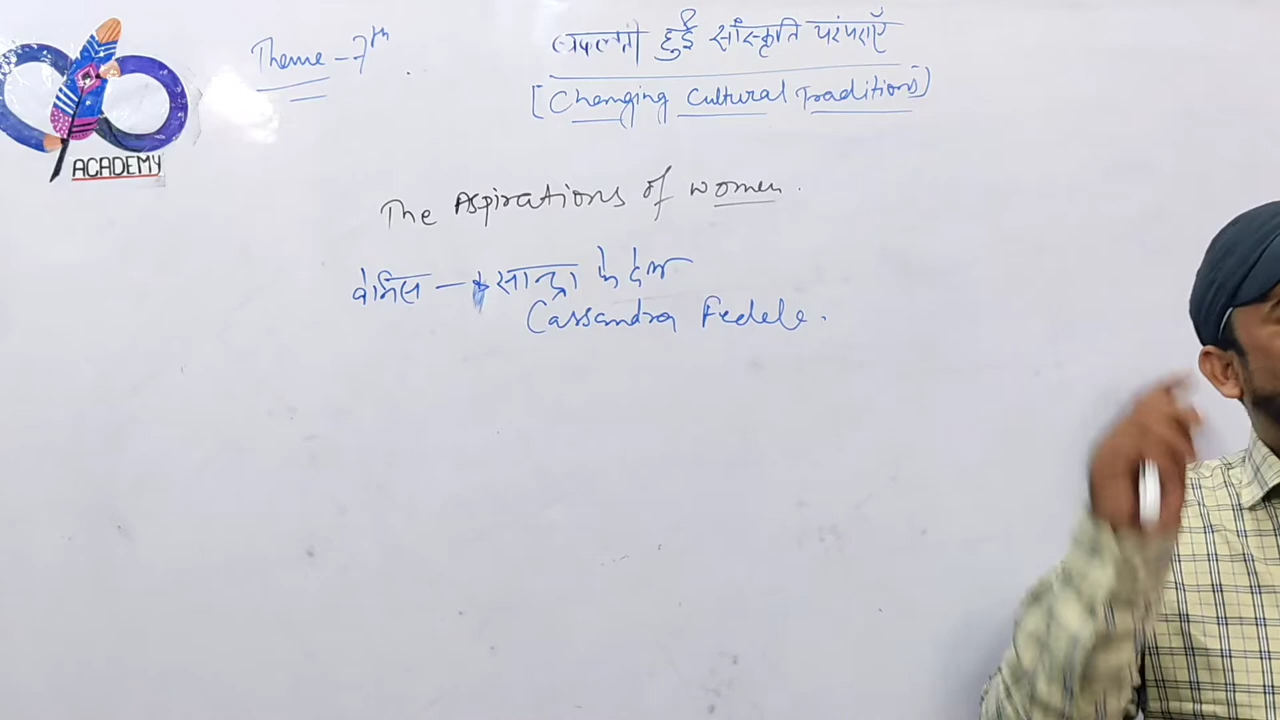 Theme - 7th
बदलती हुई सांस्कृति परंपराएँ
[Changing Cultural Traditions]
ACADEMY
The Aspirations of women.
वेनिस - सान्द्रा फेदेल
Cassandra Fedele.